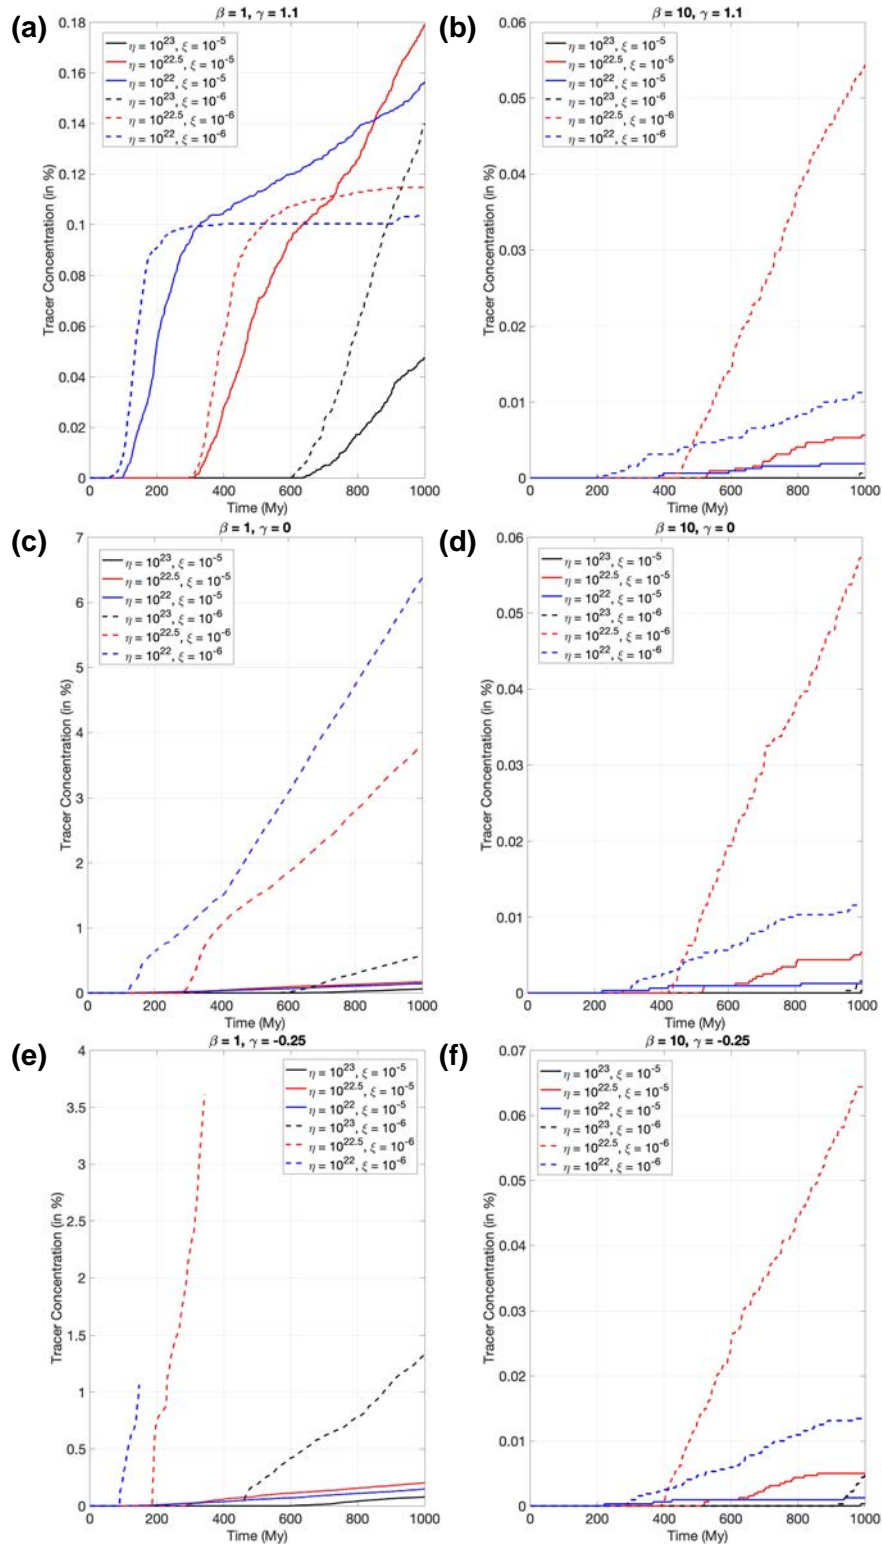 (a)
β = 1, γ = 1.1
η = 10^23, ξ = 10^-5
η = 10^22.5, ξ = 10^-5
η = 10^22, ξ = 10^-5
η = 10^23, ξ = 10^-6
η = 10^22.5, ξ = 10^-6
η = 10^22, ξ = 10^-6
0.18
0.16
0.14
0.12
0.1
0.08
0.06
0.04
0.02
0
Tracer Concentration (in %)
0 200 400 600 800 1000
Time (My)
(b)
β = 10, γ = 1.1
η = 10^23, ξ = 10^-5
η = 10^22.5, ξ = 10^-5
η = 10^22, ξ = 10^-5
η = 10^23, ξ = 10^-6
η = 10^22.5, ξ = 10^-6
η = 10^22, ξ = 10^-6
0.06
0.05
0.04
0.03
0.02
0.01
0
Tracer Concentration (in %)
0 200 400 600 800 1000
Time (My)
(c)
β = 1, γ = 0
η = 10^23, ξ = 10^-5
η = 10^22.5, ξ = 10^-5
η = 10^22, ξ = 10^-5
η = 10^23, ξ = 10^-6
η = 10^22.5, ξ = 10^-6
η = 10^22, ξ = 10^-6
7
6
5
4
3
2
1
0
Tracer Concentration (in %)
0 200 400 600 800 1000
Time (My)
(d)
β = 10, γ = 0
η = 10^23, ξ = 10^-5
η = 10^22.5, ξ = 10^-5
η = 10^22, ξ = 10^-5
η = 10^23, ξ = 10^-6
η = 10^22.5, ξ = 10^-6
η = 10^22, ξ = 10^-6
0.06
0.05
0.04
0.03
0.02
0.01
0
Tracer Concentration (in %)
0 200 400 600 800 1000
Time (My)
(e)
β = 1, γ = -0.25
η = 10^23, ξ = 10^-5
η = 10^22.5, ξ = 10^-5
η = 10^22, ξ = 10^-5
η = 10^23, ξ = 10^-6
η = 10^22.5, ξ = 10^-6
η = 10^22, ξ = 10^-6
4
3.5
3
2.5
2
1.5
1
0.5
0
Tracer Concentration (in %)
0 200 400 600 800 1000
Time (My)
(f)
β = 10, γ = -0.25
η = 10^23, ξ = 10^-5
η = 10^22.5, ξ = 10^-5
η = 10^22, ξ = 10^-5
η = 10^23, ξ = 10^-6
η = 10^22.5, ξ = 10^-6
η = 10^22, ξ = 10^-6
0.07
0.06
0.05
0.04
0.03
0.02
0.01
0
Tracer Concentration (in %)
0 200 400 600 800 1000
Time (My)